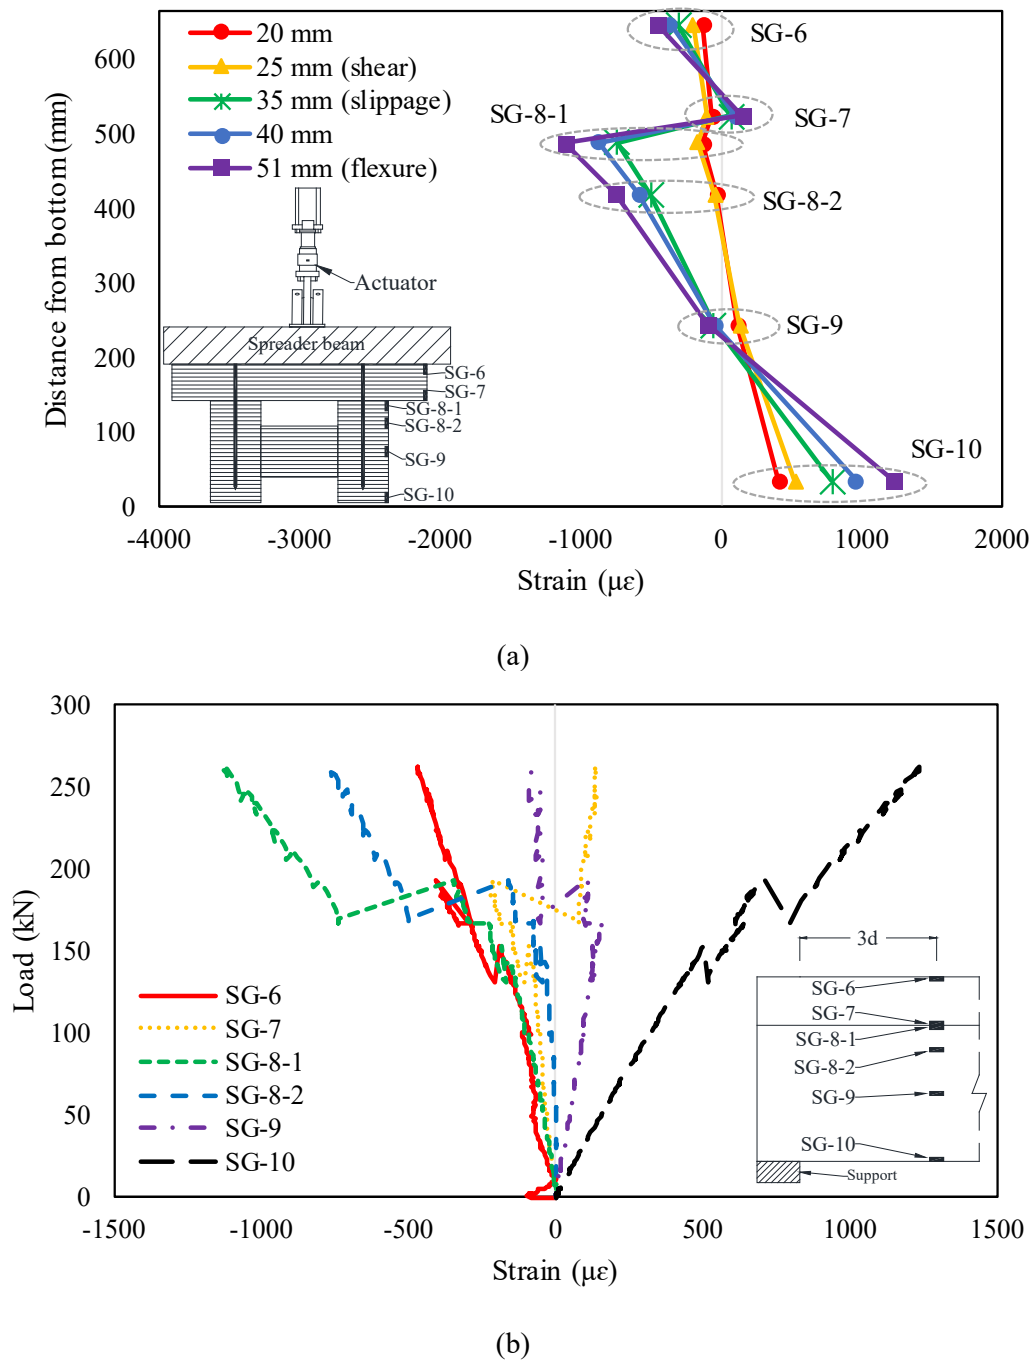 20 mm
25 mm (shear)
35 mm (slippage)
40 mm
51 mm (flexure)
SG-6
SG-7
SG-8-1
SG-8-2
SG-9
SG-10
Actuator
Spreader beam
SG-6
SG-7
SG-8-1
SG-8-2
SG-9
SG-10
Distance from bottom (mm)
600
500
400
300
200
100
0
-4000
-3000
-2000
-1000
0
1000
2000
Strain (με)
(a)
300
250
200
150
100
50
0
Load (kN)
SG-6
SG-7
SG-8-1
SG-8-2
SG-9
SG-10
3d
SG-6
SG-7
SG-8-1
SG-8-2
SG-9
SG-10
Support
-1500
-1000
-500
0
500
1000
1500
Strain (με)
(b)